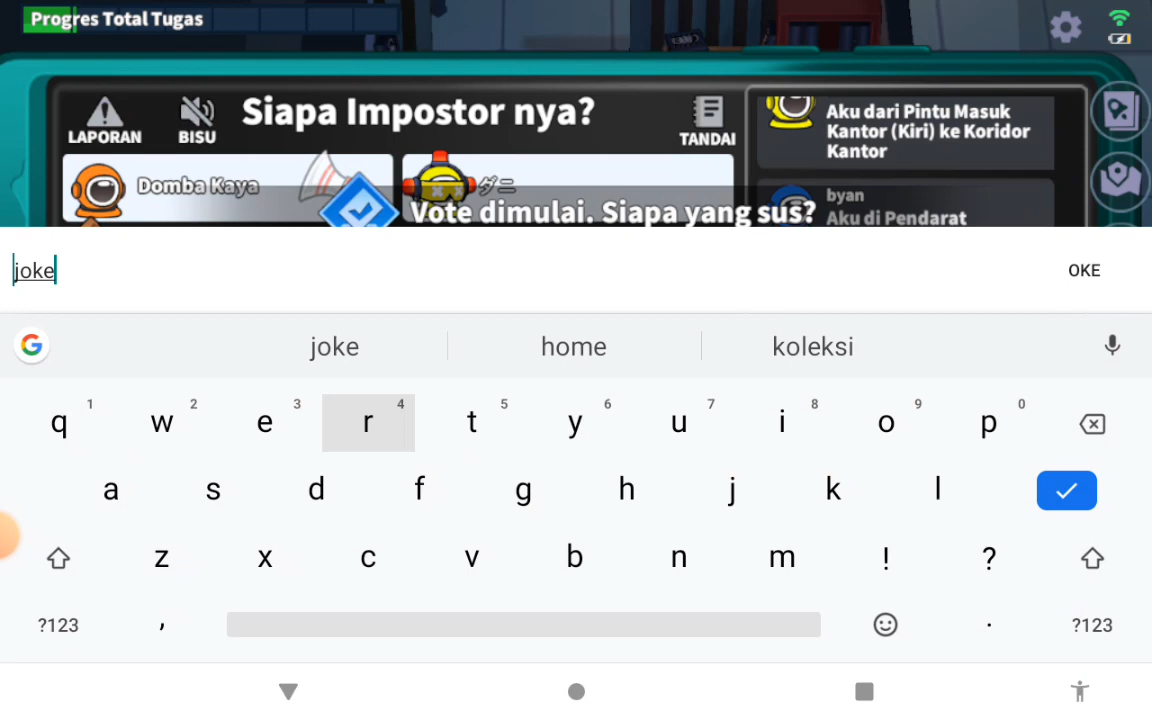 Progres Total Tugas
LAPORAN
BISU
Siapa Impostor nya?
TANDAI
Domba Kaya
ダニ
Aku dari Pintu Masuk
Kantor (Kiri) ke Koridor
Kantor
byan
Aku di Pendarat
Vote dimulai. Siapa yang sus?
joke
OKE
G
joke home koleksi
q 1 w 2 e 3 r 4 t 5 y 6 u 7 i 8 o 9 p 0
a s d f g h j k l
z x c v b n m ! ?
?123 , . ?123